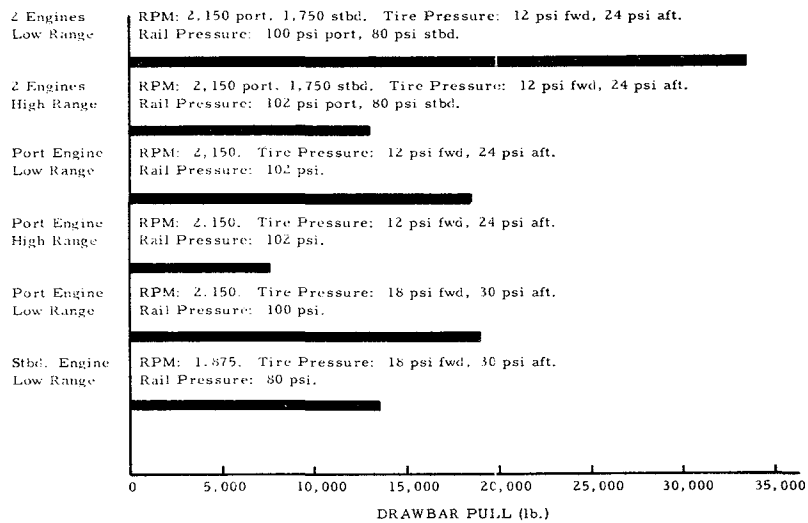 2 Engines RPM: 2,150 port, 1,750 stbd. Tire Pressure: 12 psi fwd, 24 psi aft.
Low Range Rail Pressure: 100 psi port, 80 psi stbd.
2 Engines RPM: 2,150 port, 1,750 stbd. Tire Pressure: 12 psi fwd, 24 psi aft.
High Range Rail Pressure: 102 psi port, 80 psi stbd.
Port Engine RPM: 2,150. Tire Pressure: 12 psi fwd, 24 psi aft.
Low Range Rail Pressure: 102 psi.
Port Engine RPM: 2,150. Tire Pressure: 12 psi fwd, 24 psi aft.
High Range Rail Pressure: 102 psi.
Port Engine RPM: 2,150. Tire Pressure: 18 psi fwd, 30 psi aft.
Low Range Rail Pressure: 100 psi.
Stbd. Engine RPM: 1,875. Tire Pressure: 18 psi fwd, 30 psi aft.
Low Range Rail Pressure: 80 psi.
0 5,000 10,000 15,000 20,000 25,000 30,000 35,000
DRAWBAR PULL (lb.)